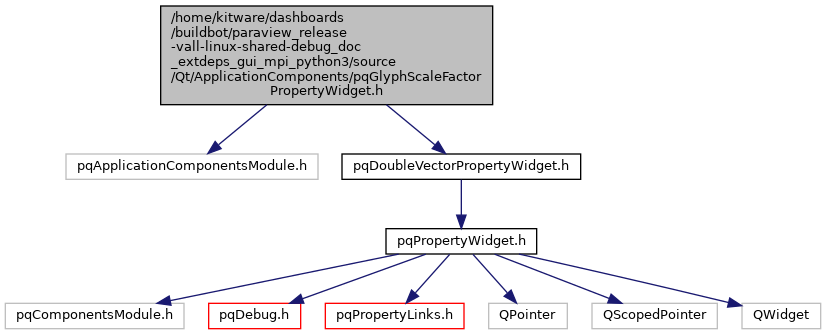 /home/kitware/dashboards
/buildbot/paraview_release
-vall-linux-shared-debug_doc
_extdeps_gui_mpi_python3/source
/Qt/ApplicationComponents/pqGlyphScaleFactor
PropertyWidget.h
pqApplicationComponentsModule.h
pqDoubleVectorPropertyWidget.h
pqPropertyWidget.h
pqComponentsModule.h
pqDebug.h
pqPropertyLinks.h
QPointer
QScopedPointer
QWidget